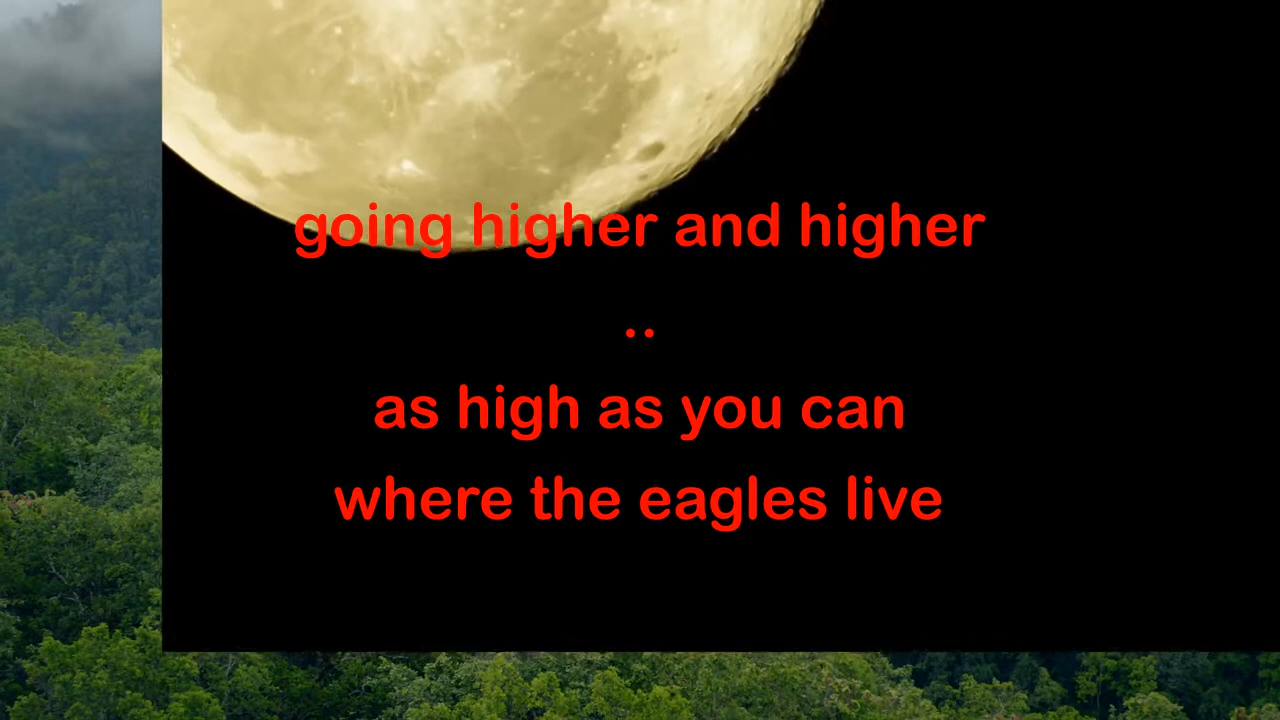 going higher and higher
..
as high as you can
where the eagles live